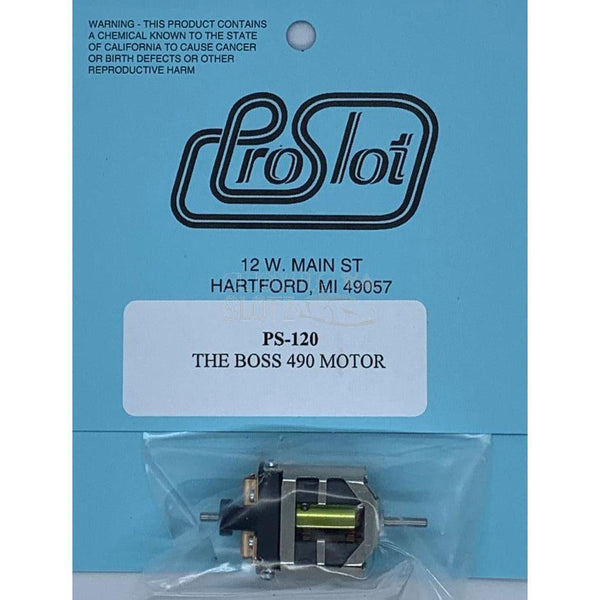 WARNING - THIS PRODUCT CONTAINS
A CHEMICAL KNOWN TO THE STATE
OF CALIFORNIA TO CAUSE CANCER
OR BIRTH DEFECTS OR OTHER
REPRODUCTIVE HARM
ProSlot
12 W. MAIN ST
HARTFORD, MI 49057
PS-120
THE BOSS 490 MOTOR